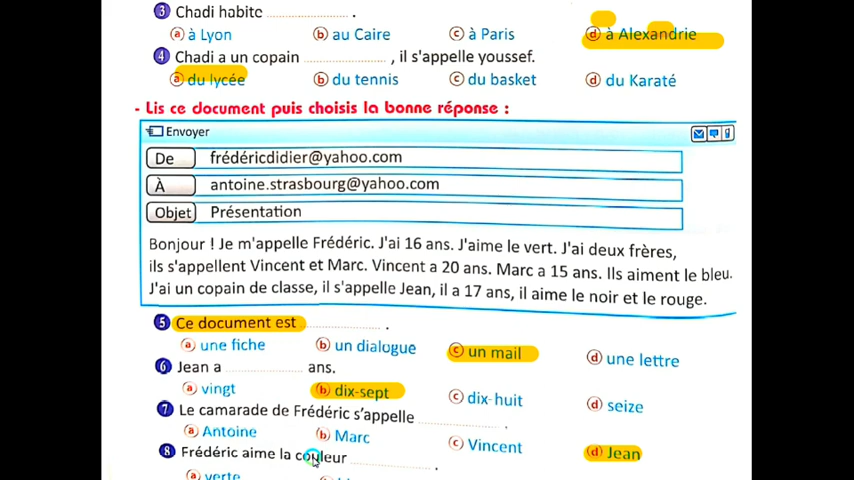 3 Chadi habite .................... .
a à Lyon b au Caire c à Paris d à Alexandrie
4 Chadi a un copain .................... , il s'appelle youssef.
a du lycée b du tennis c du basket d du Karaté
- Lis ce document puis choisis la bonne réponse :
Envoyer
De frédéricdidier@yahoo.com
À antoine.strasbourg@yahoo.com
Objet Présentation
Bonjour ! Je m'appelle Frédéric. J'ai 16 ans. J'aime le vert. J'ai deux frères,
ils s'appellent Vincent et Marc. Vincent a 20 ans. Marc a 15 ans. Ils aiment le bleu.
J'ai un copain de classe, il s'appelle Jean, il a 17 ans, il aime le noir et le rouge.
5 Ce document est .................... .
a une fiche b un dialogue c un mail d une lettre
6 Jean a .................... ans.
a vingt b dix-sept c dix-huit d seize
7 Le camarade de Frédéric s'appelle .................... .
a Antoine b Marc c Vincent d Jean
8 Frédéric aime la couleur .................... .
a verte